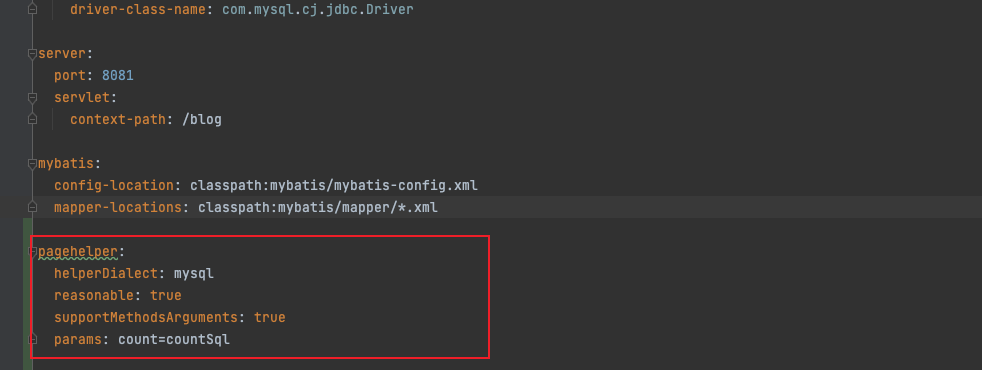 driver-class-name: com.mysql.cj.jdbc.Driver
server:
port: 8081
servlet:
context-path: /blog
mybatis:
config-location: classpath:mybatis/mybatis-config.xml
mapper-locations: classpath:mybatis/mapper/*.xml
pagehelper:
helperDialect: mysql
reasonable: true
supportMethodsArguments: true
params: count=countSql